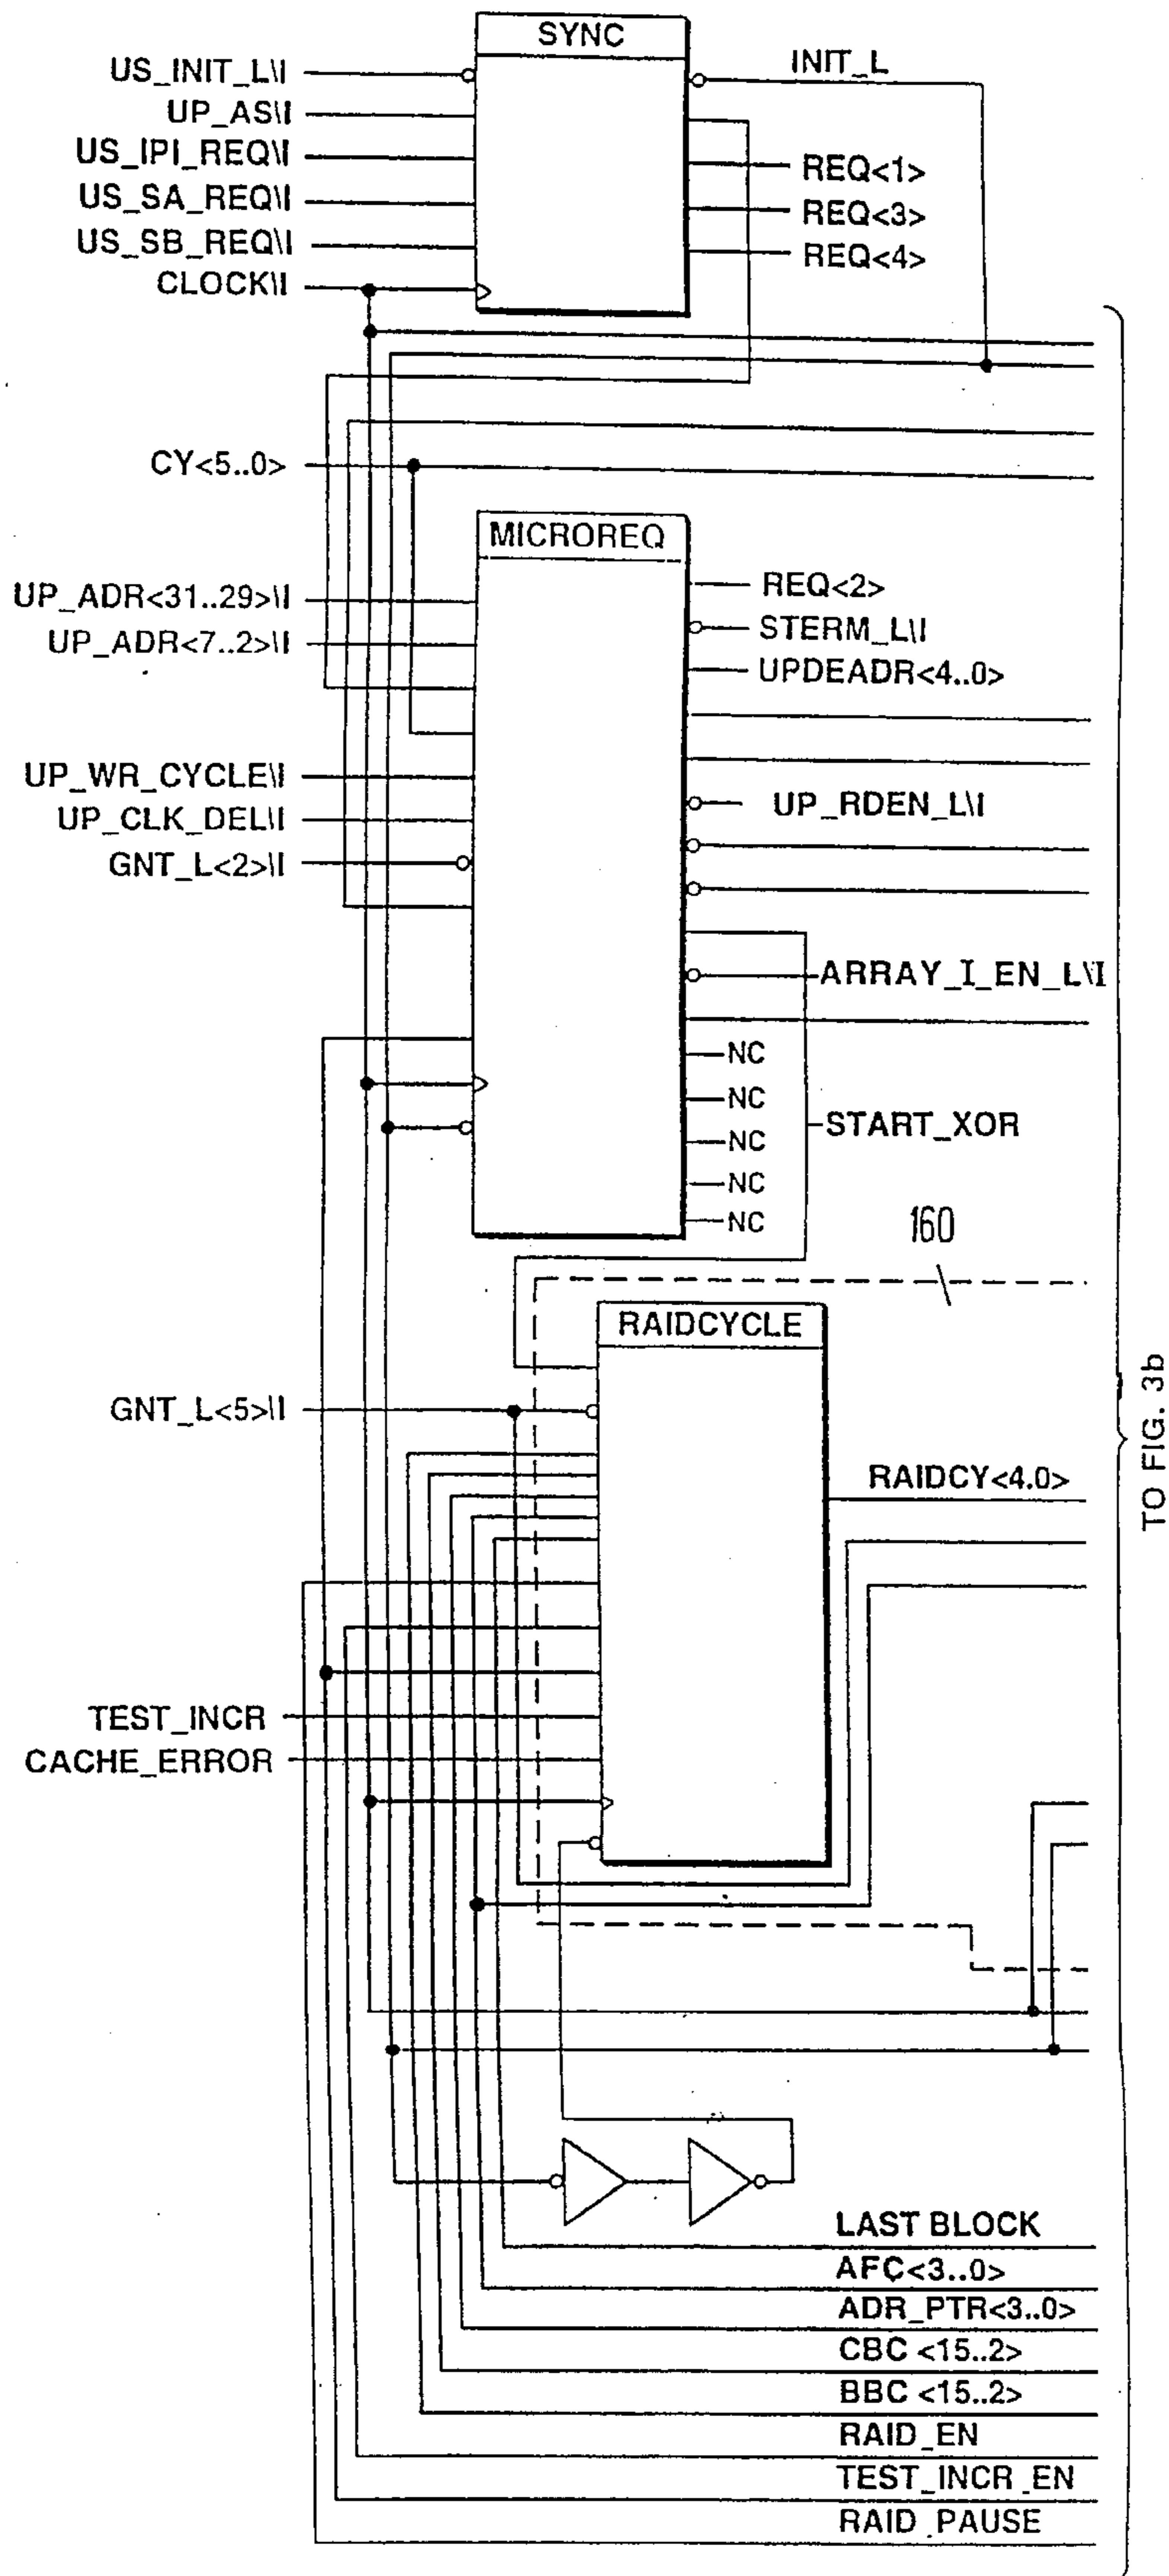 SYNC
US_INIT_L\I
UP_AS\I
US_IPI_REQ\I
US_SA_REQ\I
US_SB_REQ\I
CLOCK\I
INIT_L
REQ<1>
REQ<3>
REQ<4>
CY<5..0>
MICROREQ
UP_ADR<31..29>\I
UP_ADR<7..2>\I
UP_WR_CYCLE\I
UP_CLK_DEL\I
GNT_L<2>\I
REQ<2>
STERM_L\I
UPDEADR<4..0>
UP_RDEN_L\I
ARRAY_I_EN_L\I
NC
NC
NC
NC
NC
START_XOR
160
RAIDCYCLE
GNT_L<5>\I
RAIDCY<4.0>
TEST_INCR
CACHE_ERROR
TO FIG. 3b
LAST BLOCK
AFC<3..0>
ADR_PTR<3..0>
CBC <15..2>
BBC <15..2>
RAID_EN
TEST_INCR_EN
RAID_PAUSE